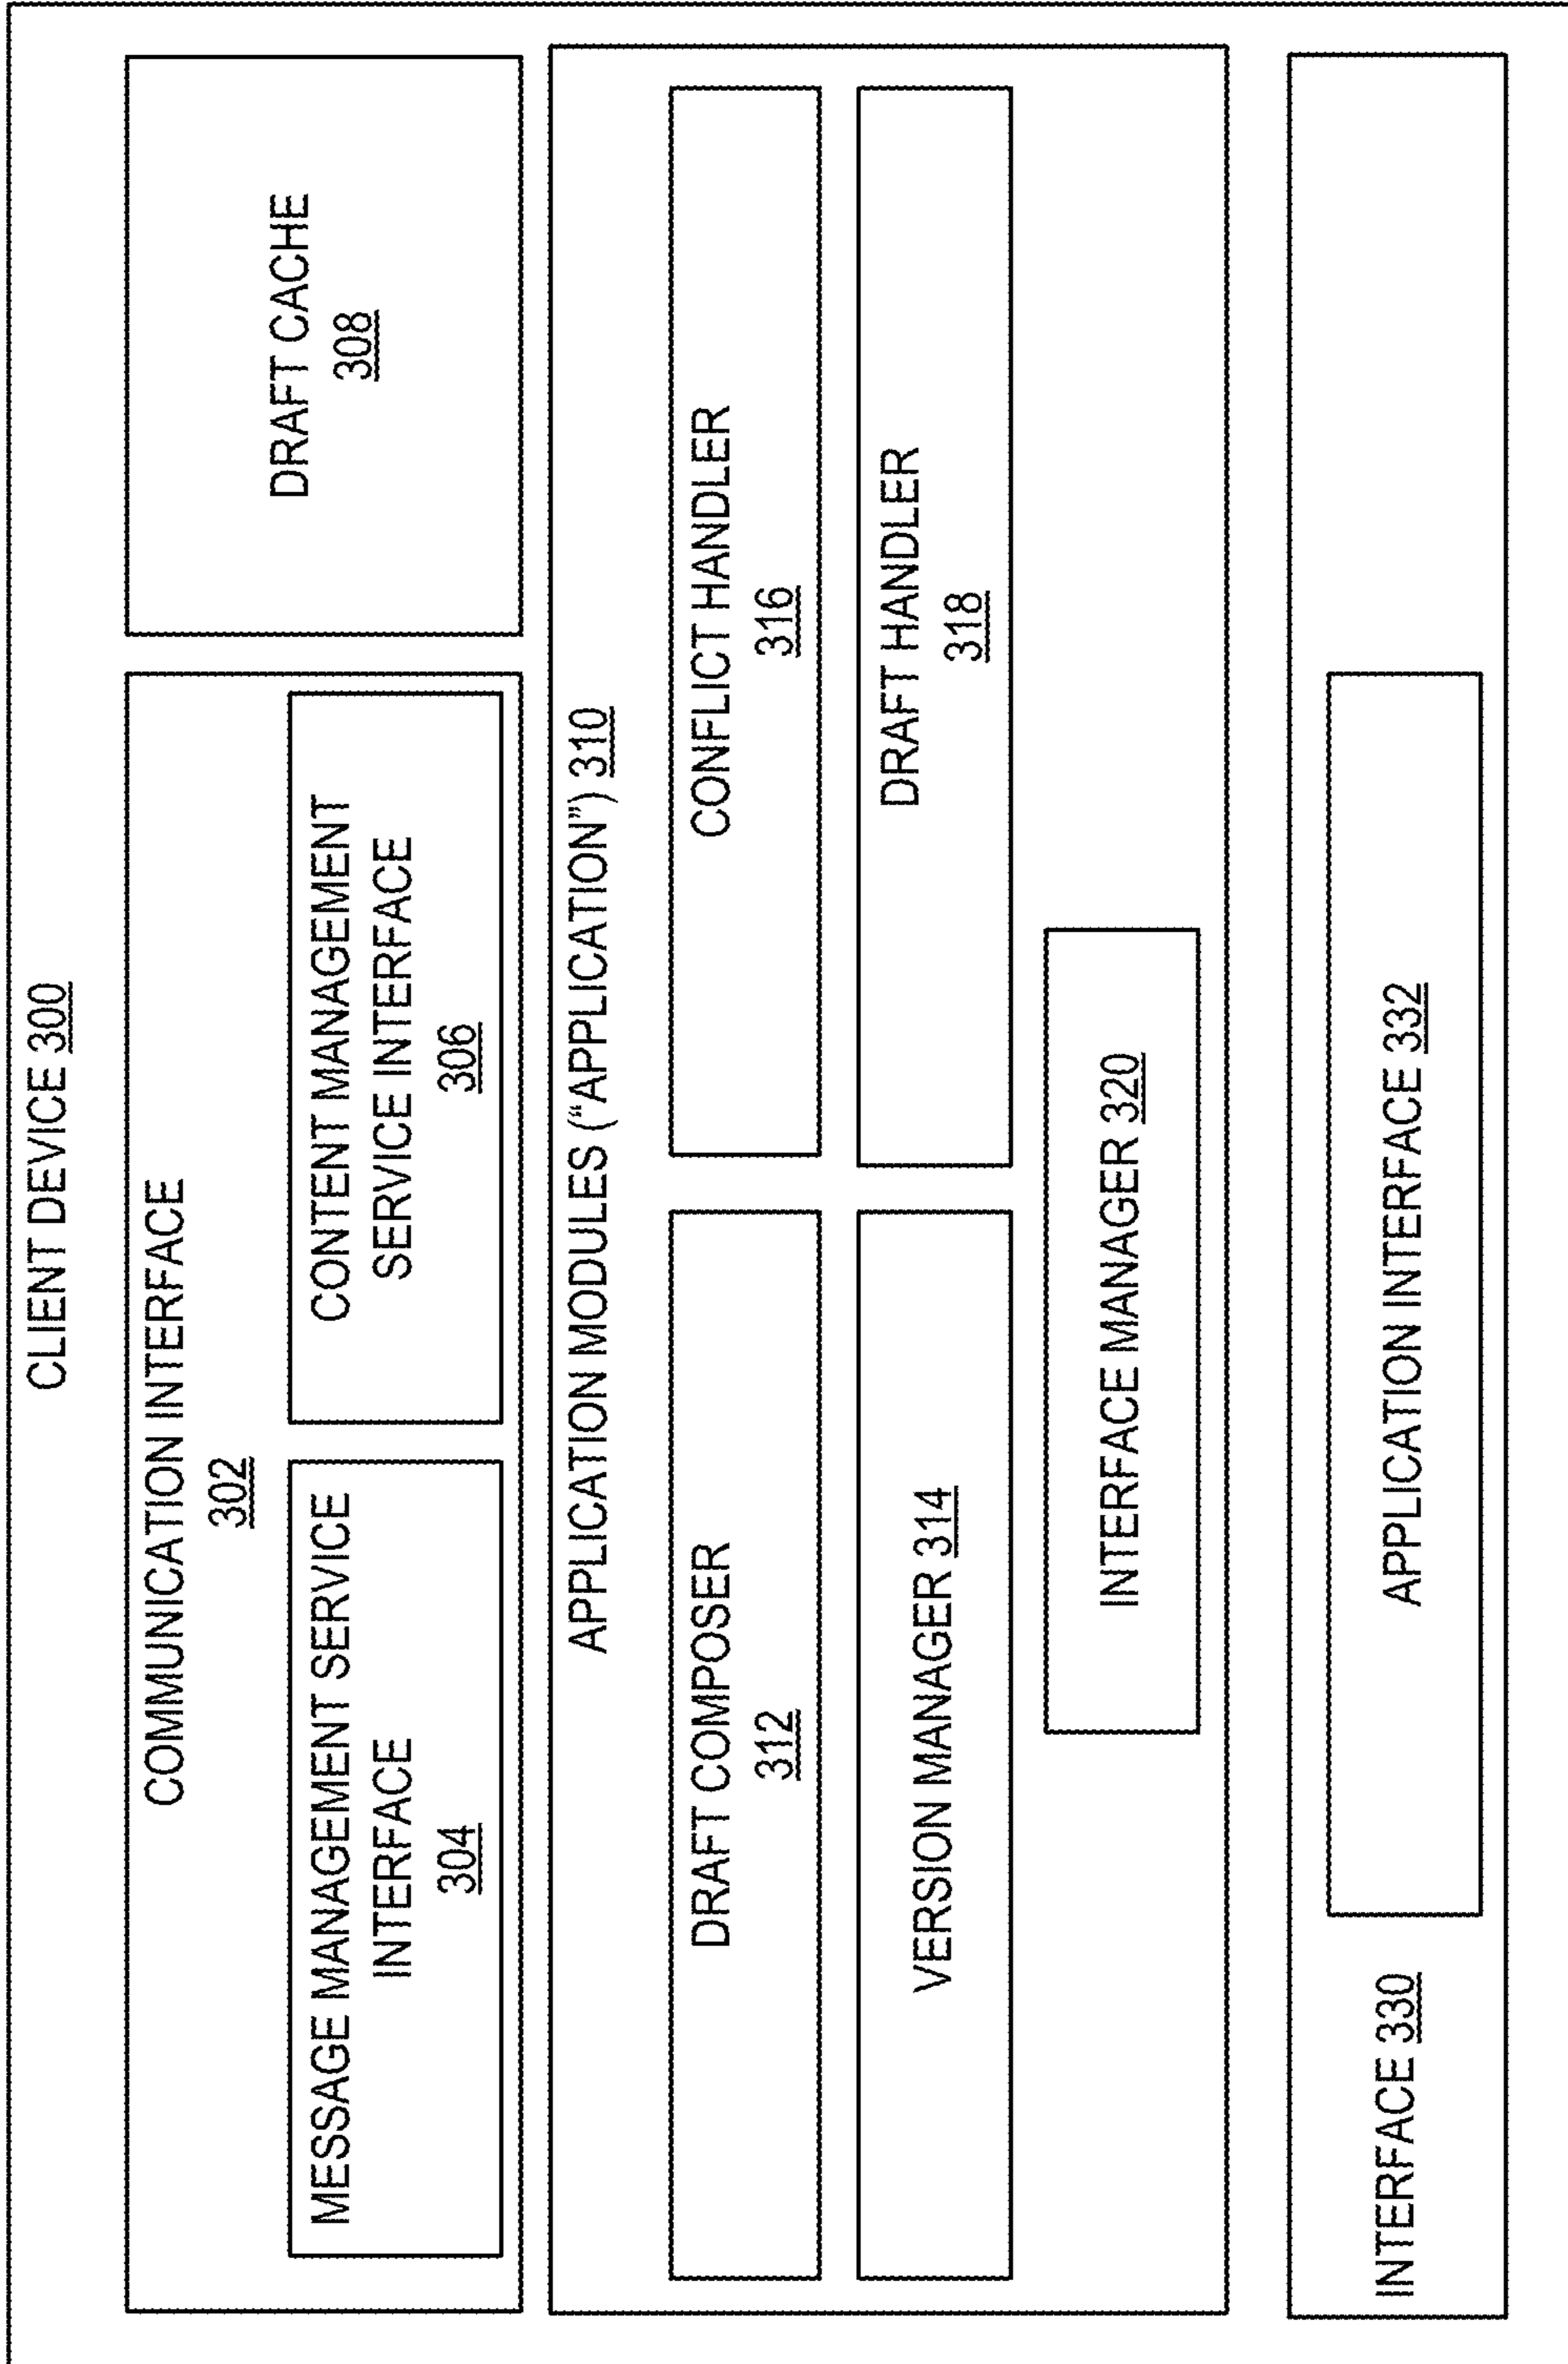 CLIENT DEVICE 300
COMMUNICATION INTERFACE
302
MESSAGE MANAGEMENT SERVICE
INTERFACE
304
CONTENT MANAGEMENT
SERVICE INTERFACE
306
DRAFT CACHE
308
APPLICATION MODULES (“APPLICATION”) 310
DRAFT COMPOSER
312
CONFLICT HANDLER
316
VERSION MANAGER 314
DRAFT HANDLER
318
INTERFACE MANAGER 320
INTERFACE 330
APPLICATION INTERFACE 332